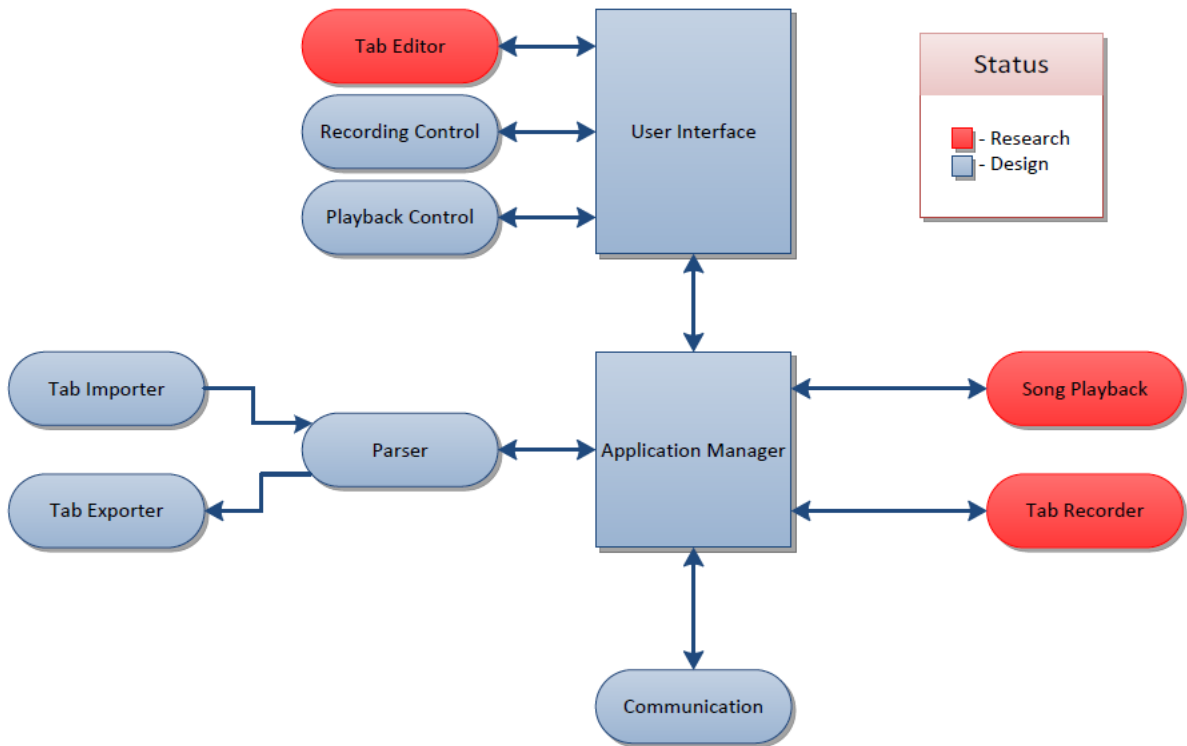 Tab Editor
Recording Control
Playback Control
User Interface
Status
- Research
- Design
Tab Importer
Tab Exporter
Parser
Application Manager
Song Playback
Tab Recorder
Communication